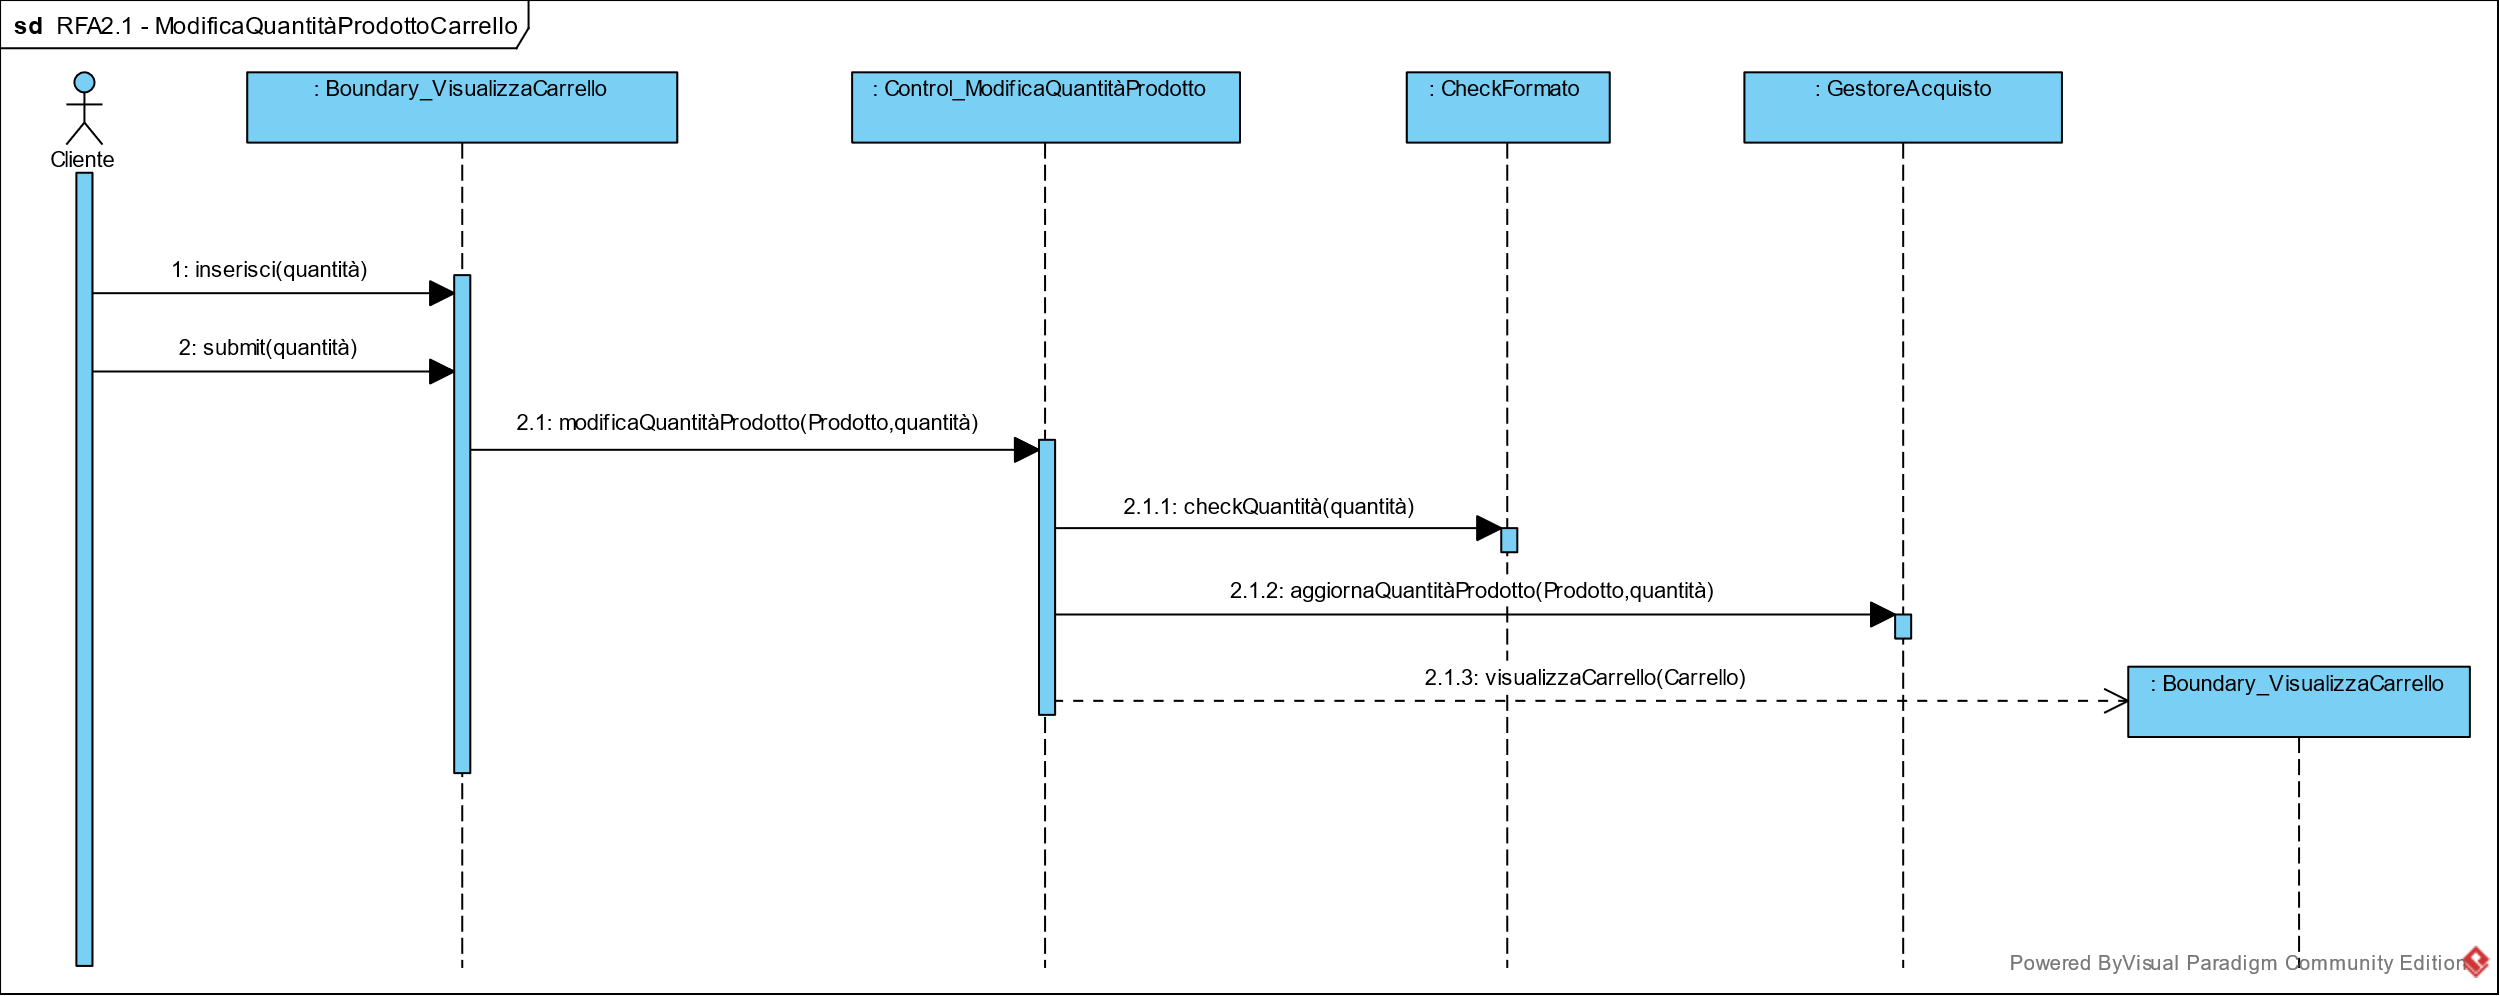 sd RFA2.1 - ModificaQuantitàProdottoCarrello
Cliente
: Boundary_VisualizzaCarrello
: Control_ModificaQuantitàProdotto
: CheckFormato
: GestoreAcquisto
1: inserisci(quantità)
2: submit(quantità)
2.1: modificaQuantitàProdotto(Prodotto,quantità)
2.1.1: checkQuantità(quantità)
2.1.2: aggiornaQuantitàProdotto(Prodotto,quantità)
2.1.3: visualizzaCarrello(Carrello)
: Boundary_VisualizzaCarrello
Powered ByVisual Paradigm Community Edition